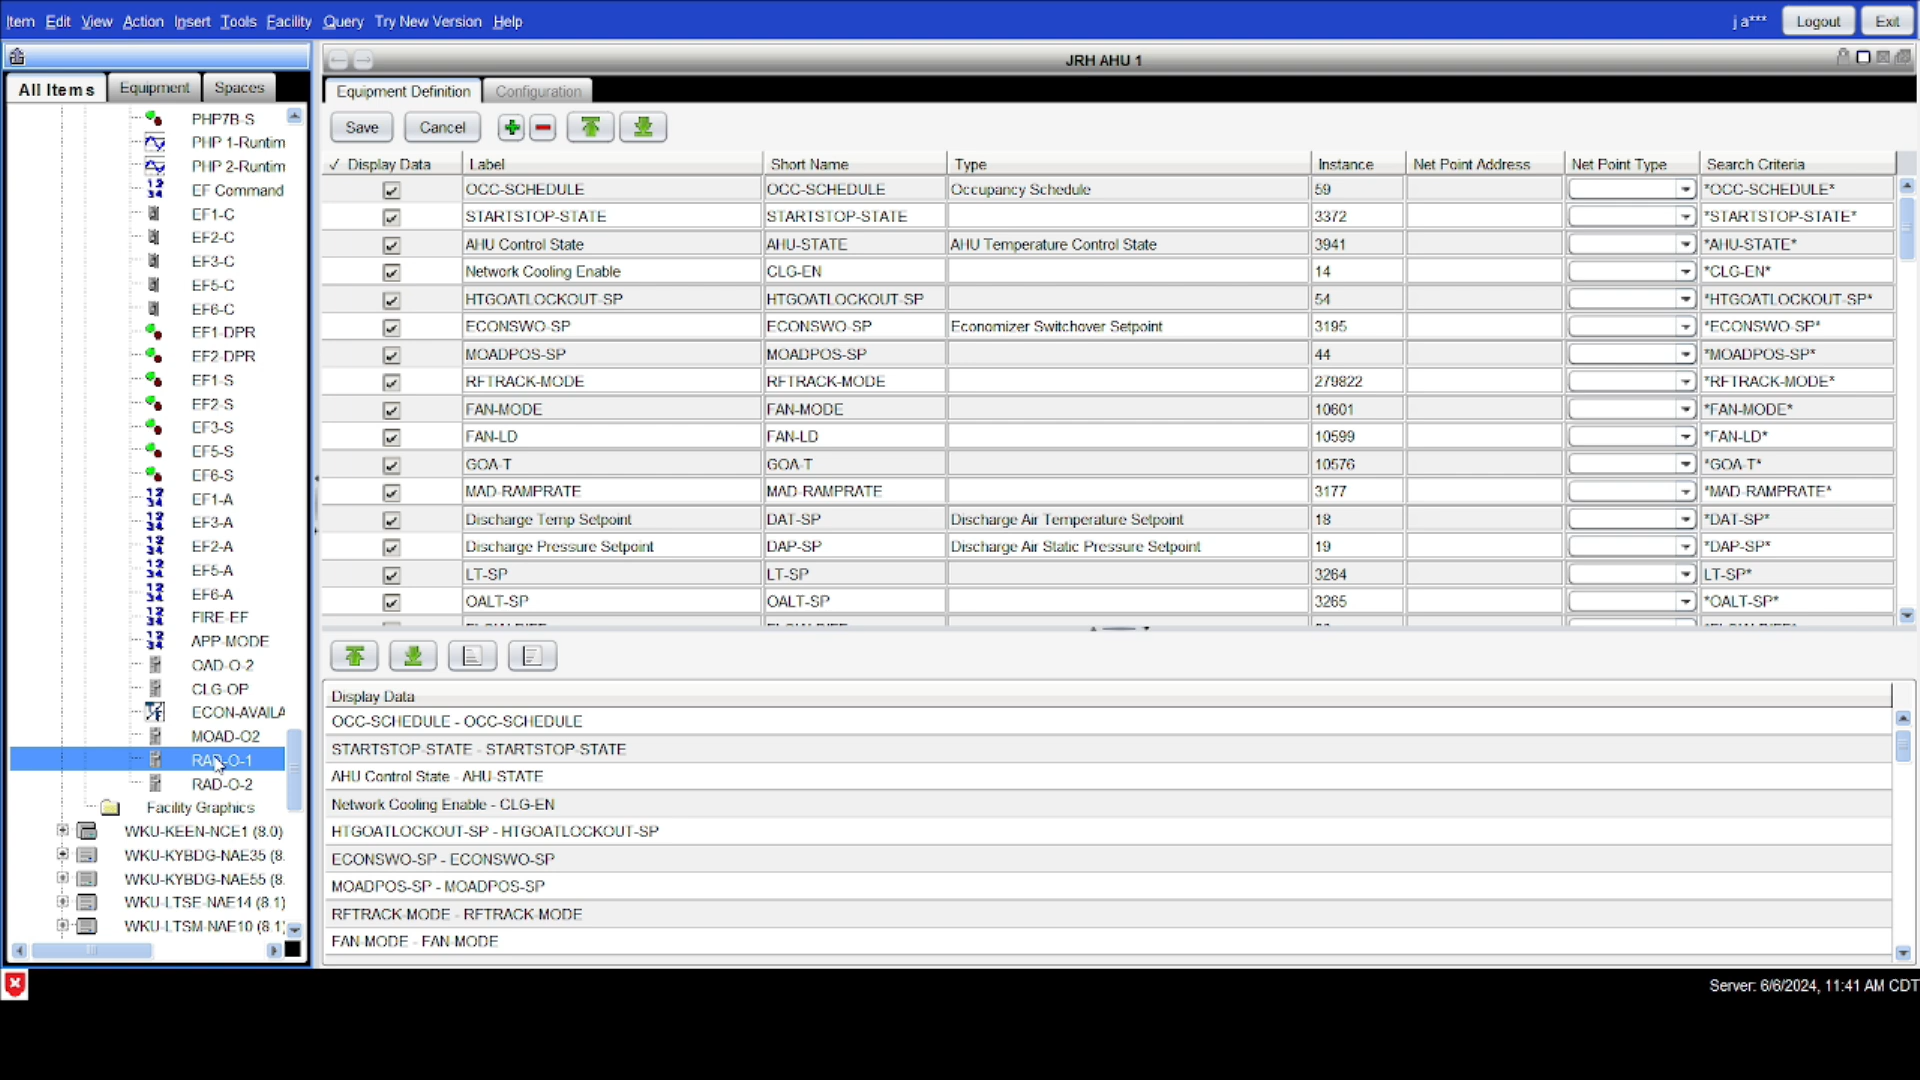 Item Edit View Action Insert Tools Facility Query Try New Version Help j a*** Logout Exit
JRH AHU 1
All Items Equipment Spaces
Equipment Definition Configuration
Save Cancel
PHP7B-S
PHP 1-Runtim
PHP 2-Runtim
EF Command
EF1-C
EF2-C
EF3-C
EF5-C
EF6-C
EF1-DPR
EF2-DPR
EF1-S
EF2-S
EF3-S
EF5-S
EF6-S
EF1-A
EF3-A
EF2-A
EF5-A
EF6-A
FIRE-EF
APP-MODE
OAD-O-2
CLG-OP
ECON-AVAILA
MOAD-O2
RAD-O-1
RAD-O-2
Facility Graphics
WKU-KEEN-NCE1 (8.0)
WKU-KYBDG-NAE35 (8.
WKU-KYBDG-NAE55 (8.
WKU-LTSE-NAE14 (8.1)
WKU-LTSM-NAE10 (8.1)
✓ Display Data Label Short Name Type Instance Net Point Address Net Point Type Search Criteria
OCC-SCHEDULE OCC-SCHEDULE Occupancy Schedule 59 *OCC-SCHEDULE*
STARTSTOP-STATE STARTSTOP-STATE 3372 *STARTSTOP-STATE*
AHU Control State AHU-STATE AHU Temperature Control State 3941 *AHU-STATE*
Network Cooling Enable CLG-EN 14 *CLG-EN*
HTGOATLOCKOUT-SP HTGOATLOCKOUT-SP 54 *HTGOATLOCKOUT-SP*
ECONSWO-SP ECONSWO-SP Economizer Switchover Setpoint 3195 *ECONSWO-SP*
MOADPOS-SP MOADPOS-SP 44 *MOADPOS-SP*
RFTRACK-MODE RFTRACK-MODE 279822 *RFTRACK-MODE*
FAN-MODE FAN-MODE 10601 *FAN-MODE*
FAN-LD FAN-LD 10599 *FAN-LD*
GOA-T GOA-T 10576 *GOA-T*
MAD-RAMPRATE MAD-RAMPRATE 3177 *MAD-RAMPRATE*
Discharge Temp Setpoint DAT-SP Discharge Air Temperature Setpoint 18 *DAT-SP*
Discharge Pressure Setpoint DAP-SP Discharge Air Static Pressure Setpoint 19 *DAP-SP*
LT-SP LT-SP 3264 LT-SP*
OALT-SP OALT-SP 3265 *OALT-SP*
Display Data
OCC-SCHEDULE - OCC-SCHEDULE
STARTSTOP-STATE - STARTSTOP-STATE
AHU Control State - AHU-STATE
Network Cooling Enable - CLG-EN
HTGOATLOCKOUT-SP - HTGOATLOCKOUT-SP
ECONSWO-SP - ECONSWO-SP
MOADPOS-SP - MOADPOS-SP
RFTRACK-MODE - RFTRACK-MODE
FAN-MODE - FAN-MODE
Server: 6/6/2024, 11:41 AM CDT